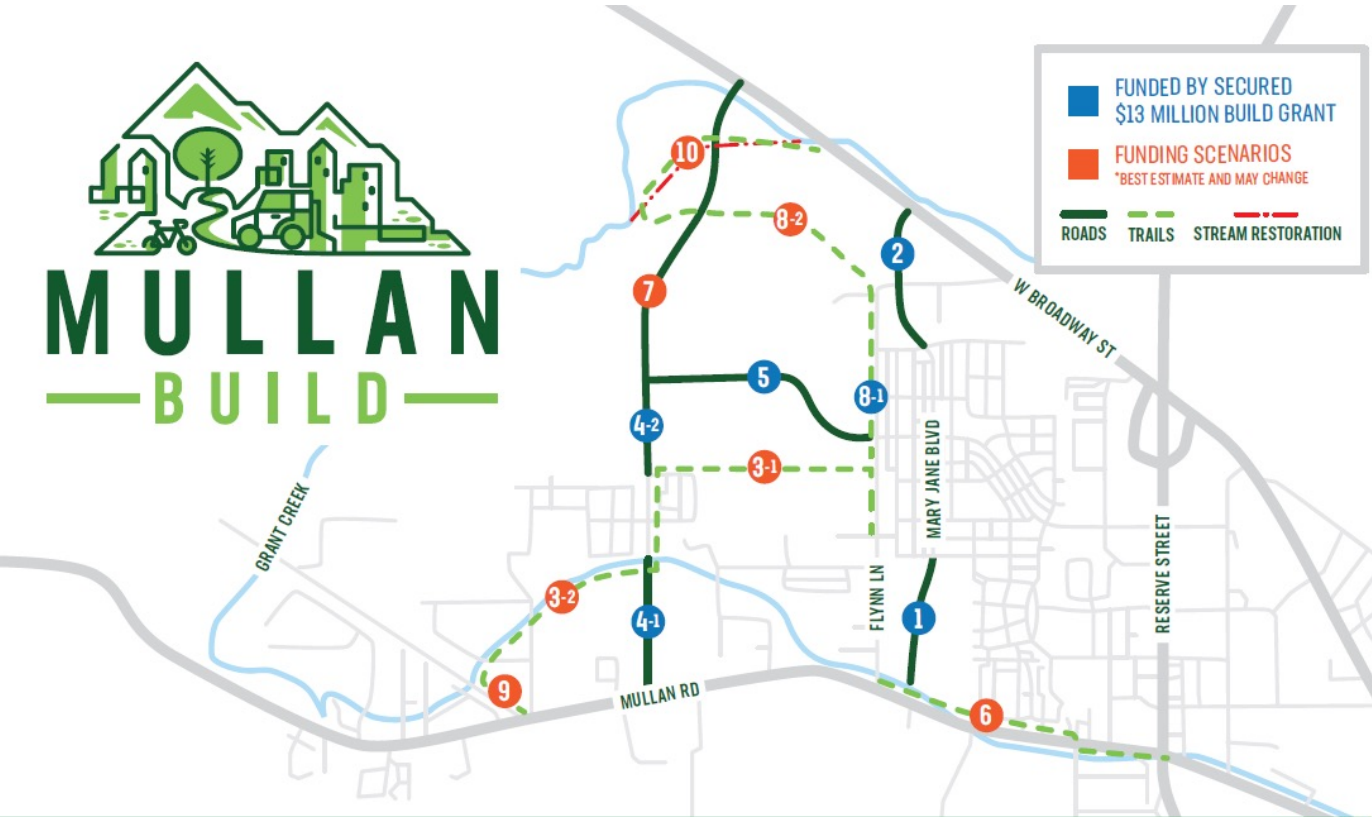 MULLAN
BUILD
FUNDED BY SECURED
$13 MILLION BUILD GRANT
FUNDING SCENARIOS
*BEST ESTIMATE AND MAY CHANGE
ROADS
TRAILS
STREAM RESTORATION
10
8-2
2
7
W BROADWAY ST
5
8-1
4-2
3-1
MARY JANE BLVD
GRANT CREEK
RESERVE STREET
FLYNN LN
3-2
4-1
1
9
MULLAN RD
6